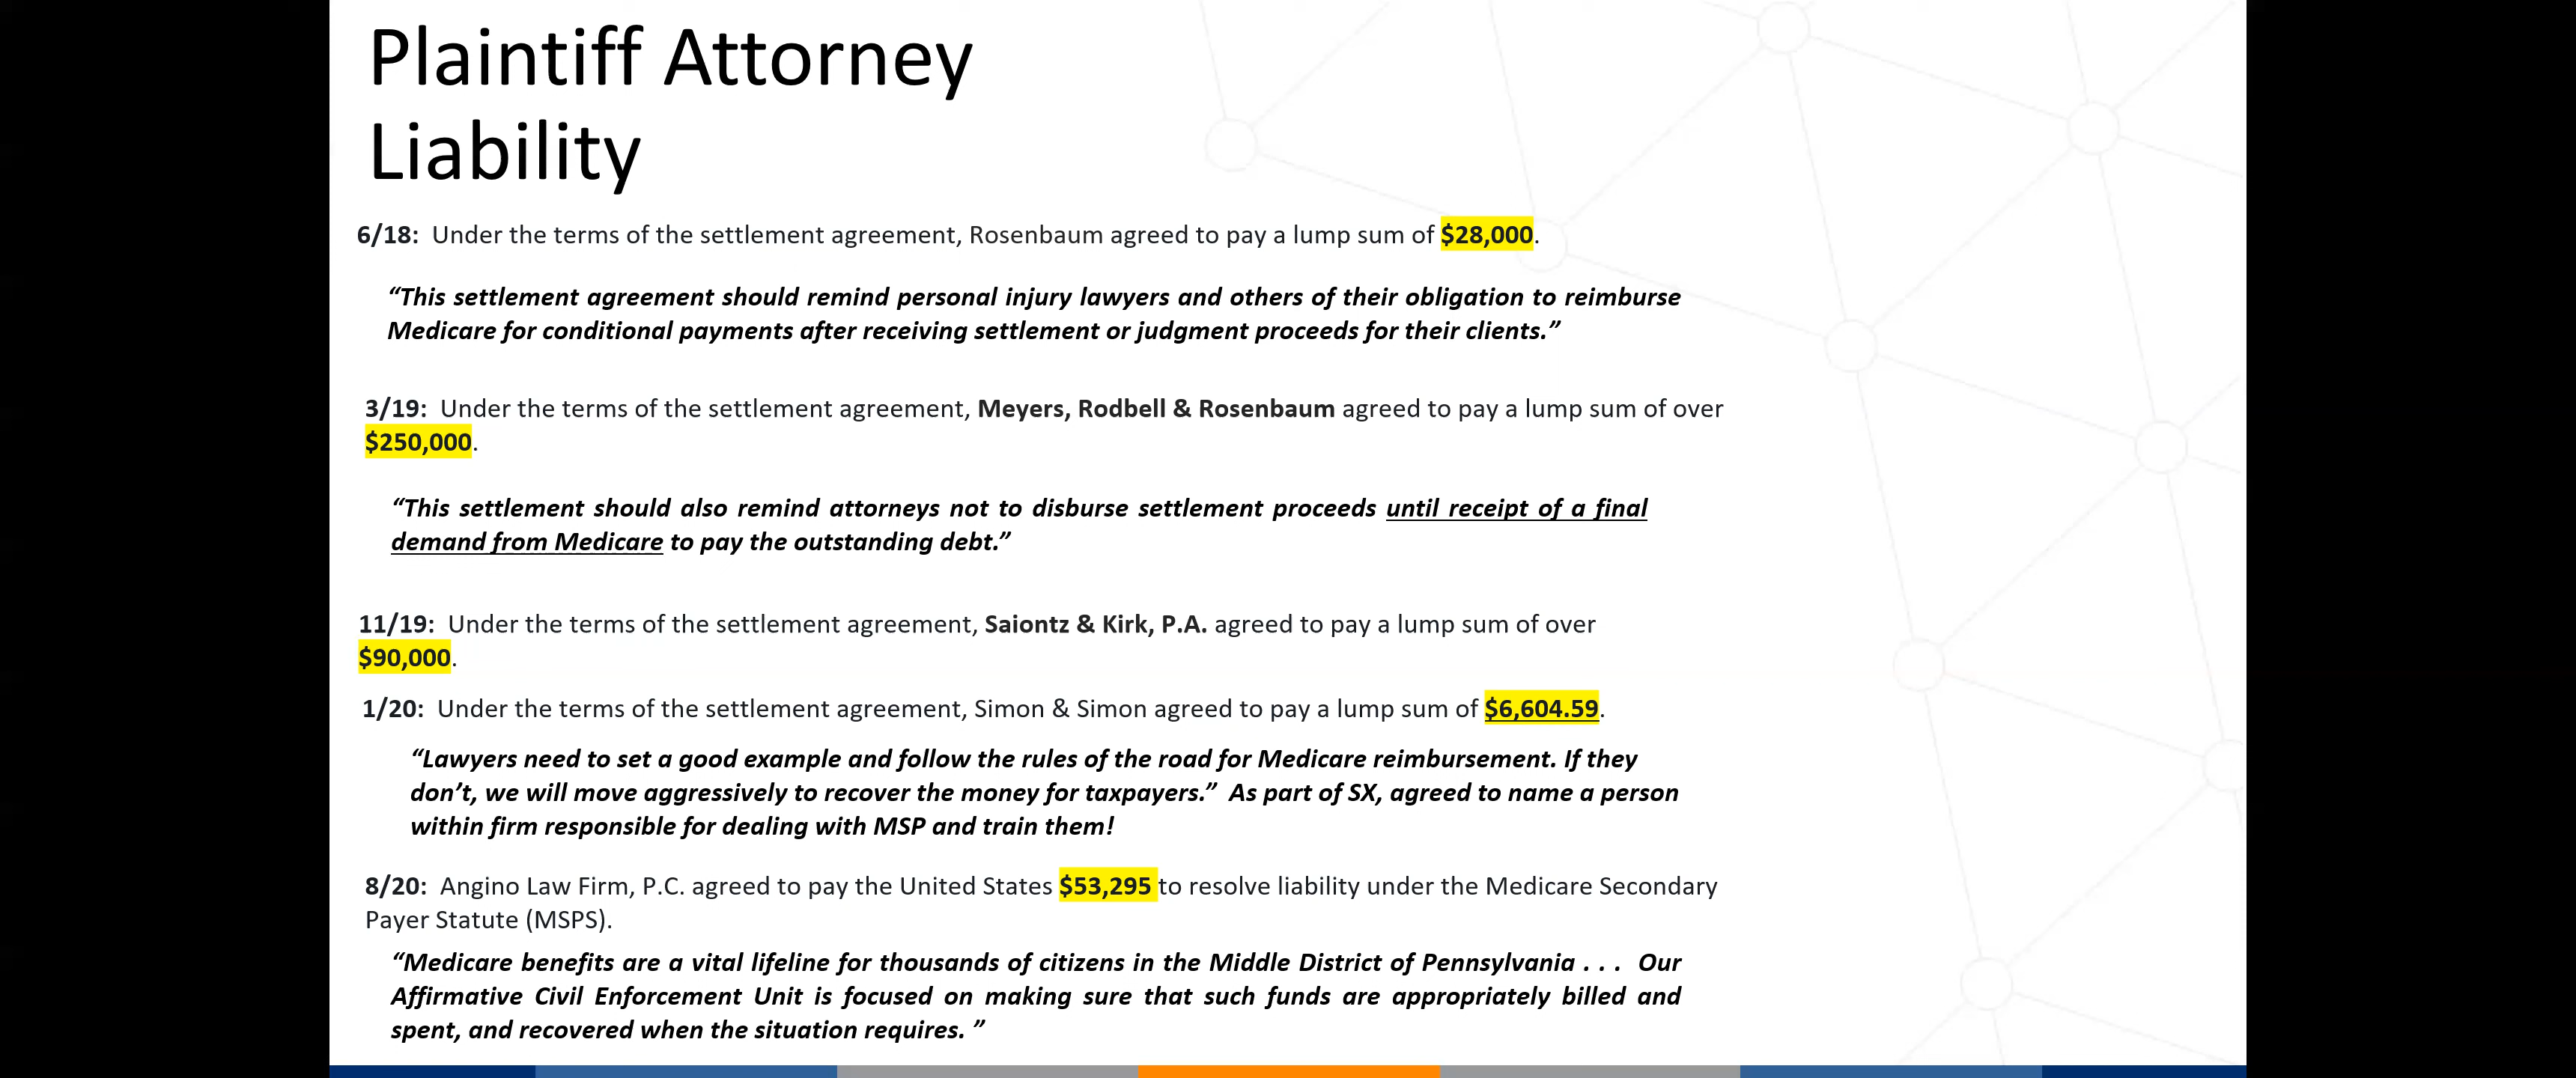 Plaintiff Attorney
Liability
6/18: Under the terms of the settlement agreement, Rosenbaum agreed to pay a lump sum of $28,000.
“This settlement agreement should remind personal injury lawyers and others of their obligation to reimburse
Medicare for conditional payments after receiving settlement or judgment proceeds for their clients.”
3/19: Under the terms of the settlement agreement, Meyers, Rodbell & Rosenbaum agreed to pay a lump sum of over
$250,000.
“This settlement should also remind attorneys not to disburse settlement proceeds until receipt of a final
demand from Medicare to pay the outstanding debt.”
11/19: Under the terms of the settlement agreement, Saiontz & Kirk, P.A. agreed to pay a lump sum of over
$90,000.
1/20: Under the terms of the settlement agreement, Simon & Simon agreed to pay a lump sum of $6,604.59.
“Lawyers need to set a good example and follow the rules of the road for Medicare reimbursement. If they
don’t, we will move aggressively to recover the money for taxpayers.” As part of SX, agreed to name a person
within firm responsible for dealing with MSP and train them!
8/20: Angino Law Firm, P.C. agreed to pay the United States $53,295 to resolve liability under the Medicare Secondary
Payer Statute (MSPS).
“Medicare benefits are a vital lifeline for thousands of citizens in the Middle District of Pennsylvania . . . Our
Affirmative Civil Enforcement Unit is focused on making sure that such funds are appropriately billed and
spent, and recovered when the situation requires. ”